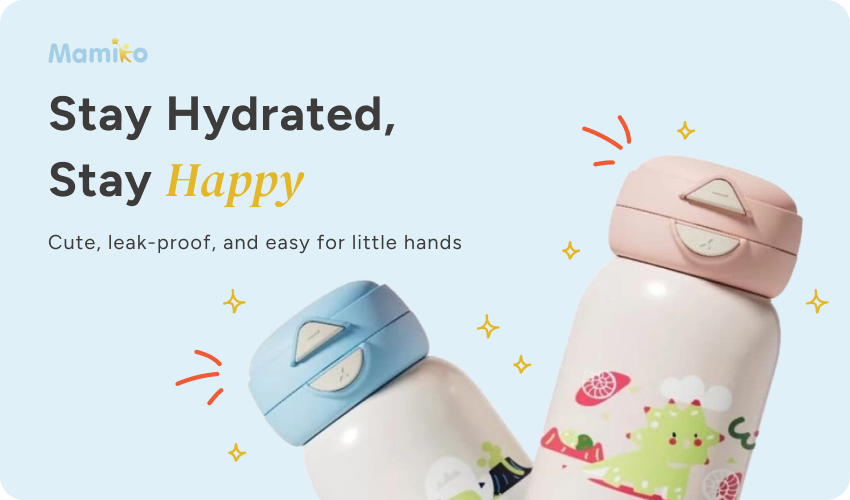 Mamiko
Stay Hydrated,
Stay Happy
Cute, leak-proof, and easy for little hands